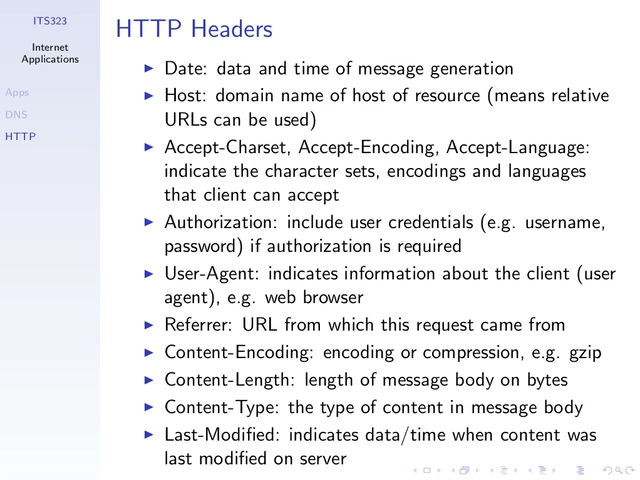 ITS323
Internet
Applications
Apps
DNS
HTTP
HTTP Headers
Date: data and time of message generation
Host: domain name of host of resource (means relative
URLs can be used)
Accept-Charset, Accept-Encoding, Accept-Language:
indicate the character sets, encodings and languages
that client can accept
Authorization: include user credentials (e.g. username,
password) if authorization is required
User-Agent: indicates information about the client (user
agent), e.g. web browser
Referrer: URL from which this request came from
Content-Encoding: encoding or compression, e.g. gzip
Content-Length: length of message body on bytes
Content-Type: the type of content in message body
Last-Modified: indicates data/time when content was
last modified on server